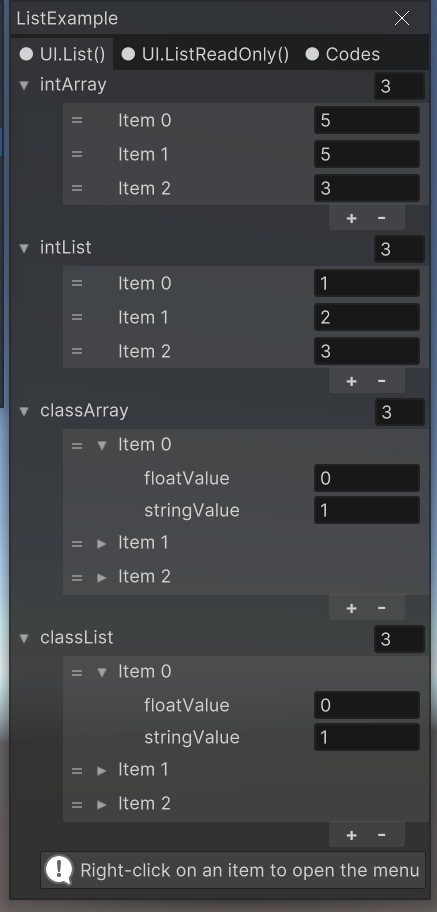 ListExample
UI.List() UI.ListReadOnly() Codes
intArray 3
Item 0 5
Item 1 5
Item 2 3
+ -
intList 3
Item 0 1
Item 1 2
Item 2 3
+ -
classArray 3
Item 0
floatValue 0
stringValue 1
Item 1
Item 2
+ -
classList 3
Item 0
floatValue 0
stringValue 1
Item 1
Item 2
+ -
Right-click on an item to open the menu